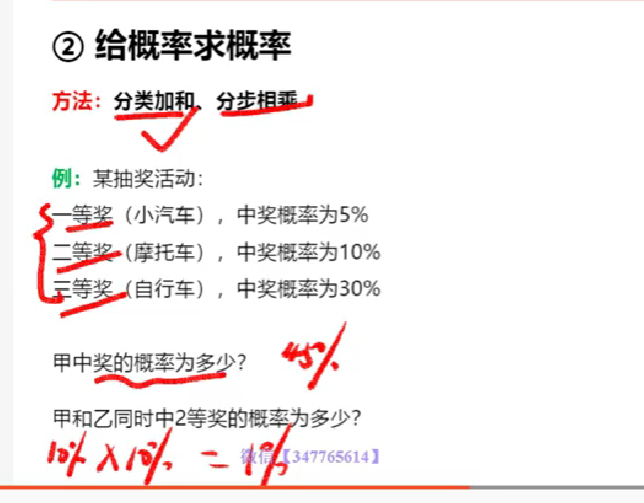 ② 给概率求概率
方法：分类加和、分步相乘
例：某抽奖活动：
一等奖（小汽车），中奖概率为5%
二等奖（摩托车），中奖概率为10%
三等奖（自行车），中奖概率为30%
甲中奖的概率为多少？ 45%
甲和乙同时中2等奖的概率为多少？
10% × 10% = 1%
微信【347765614】